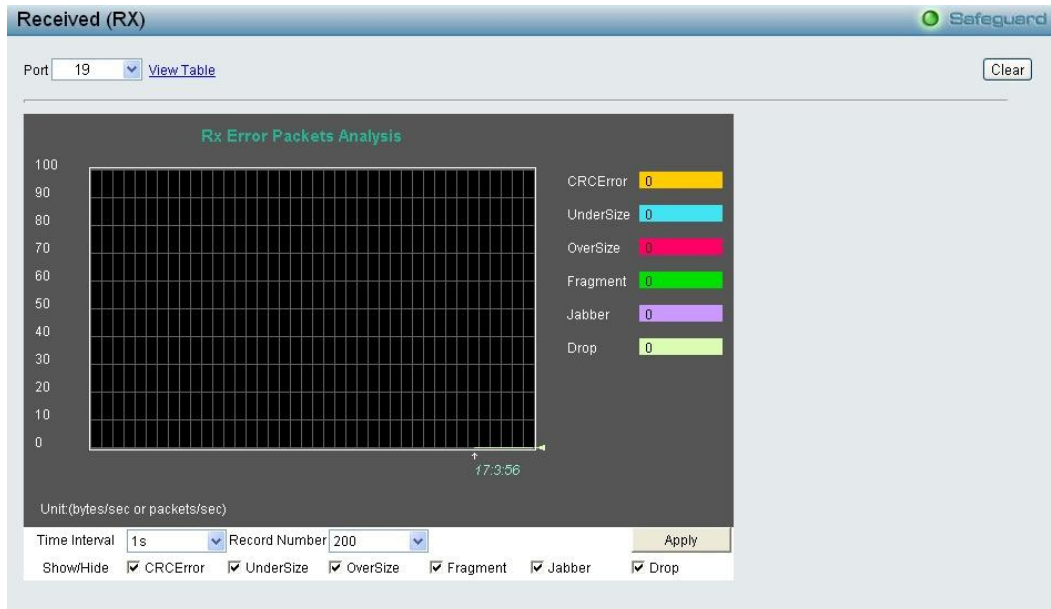 Received (RX)
Safeguard
Port 19 View Table
Clear
Rx Error Packets Analysis
100
90
80
70
60
50
40
30
20
10
0
CRCError 0
UnderSize 0
OverSize 0
Fragment 0
Jabber 0
Drop 0
17:3:56
Unit:(bytes/sec or packets/sec)
Time Interval 1s Record Number 200 Apply
Show/Hide CRCError UnderSize OverSize Fragment Jabber Drop